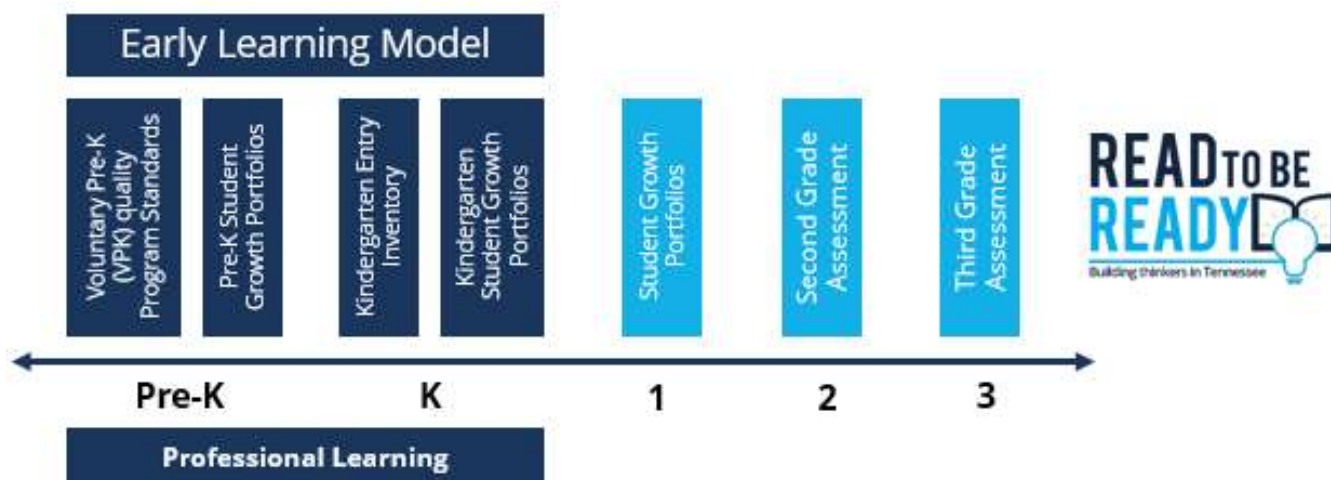 Early Learning Model
Voluntary Pre-K
(VPK) quality
Program Standards
Pre-K Student
Growth Portfolios
Kindergarten Entry
Inventory
Kindergarten
Student Growth
Portfolios
Student Growth
Portfolios
Second Grade
Assessment
Third Grade
Assessment
READ TO BE
READY
Building thinkers in Tennessee
Pre-K K 1 2 3
Professional Learning